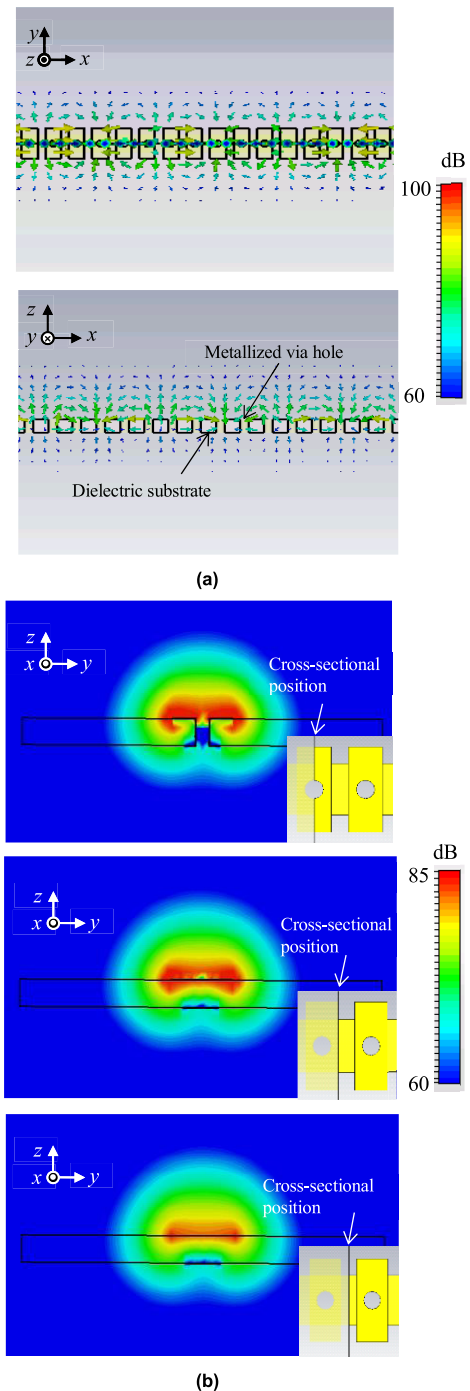 y
z
x
dB
100
60
z
y
x
Metallized via hole
Dielectric substrate
(a)
z
x
y
Cross-sectional
position
dB
85
60
z
x
y
Cross-sectional
position
z
x
y
Cross-sectional
position
(b)